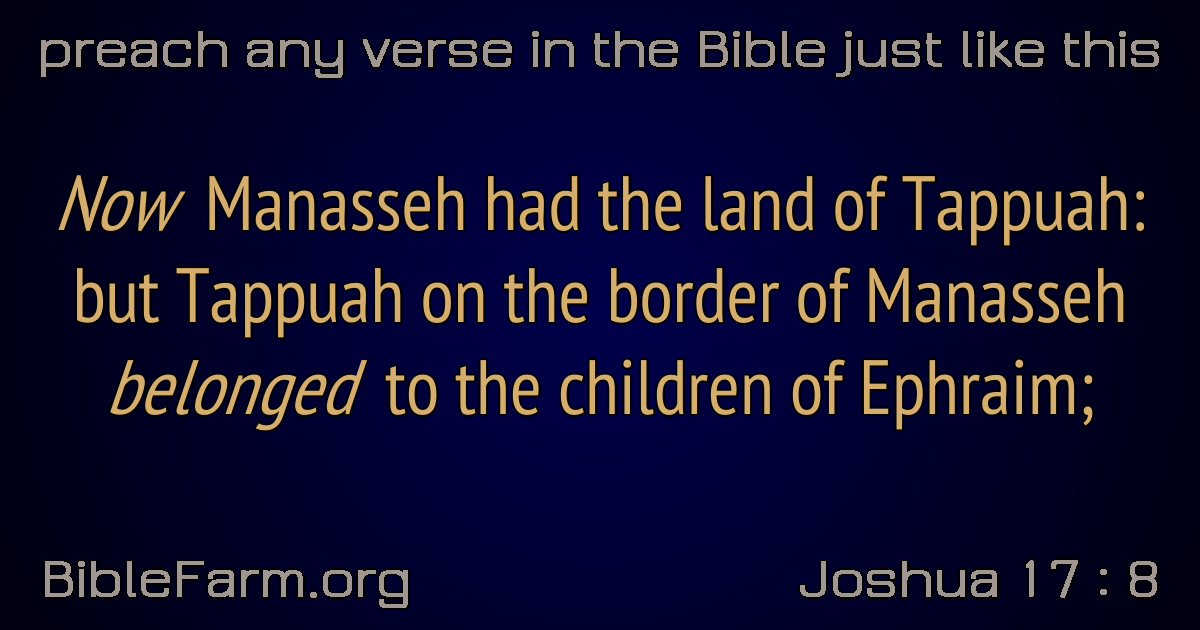 preach any verse in the Bible just like this
Now Manasseh had the land of Tappuah:
but Tappuah on the border of Manasseh
belonged to the children of Ephraim;
BibleFarm.org
Joshua 17 : 8